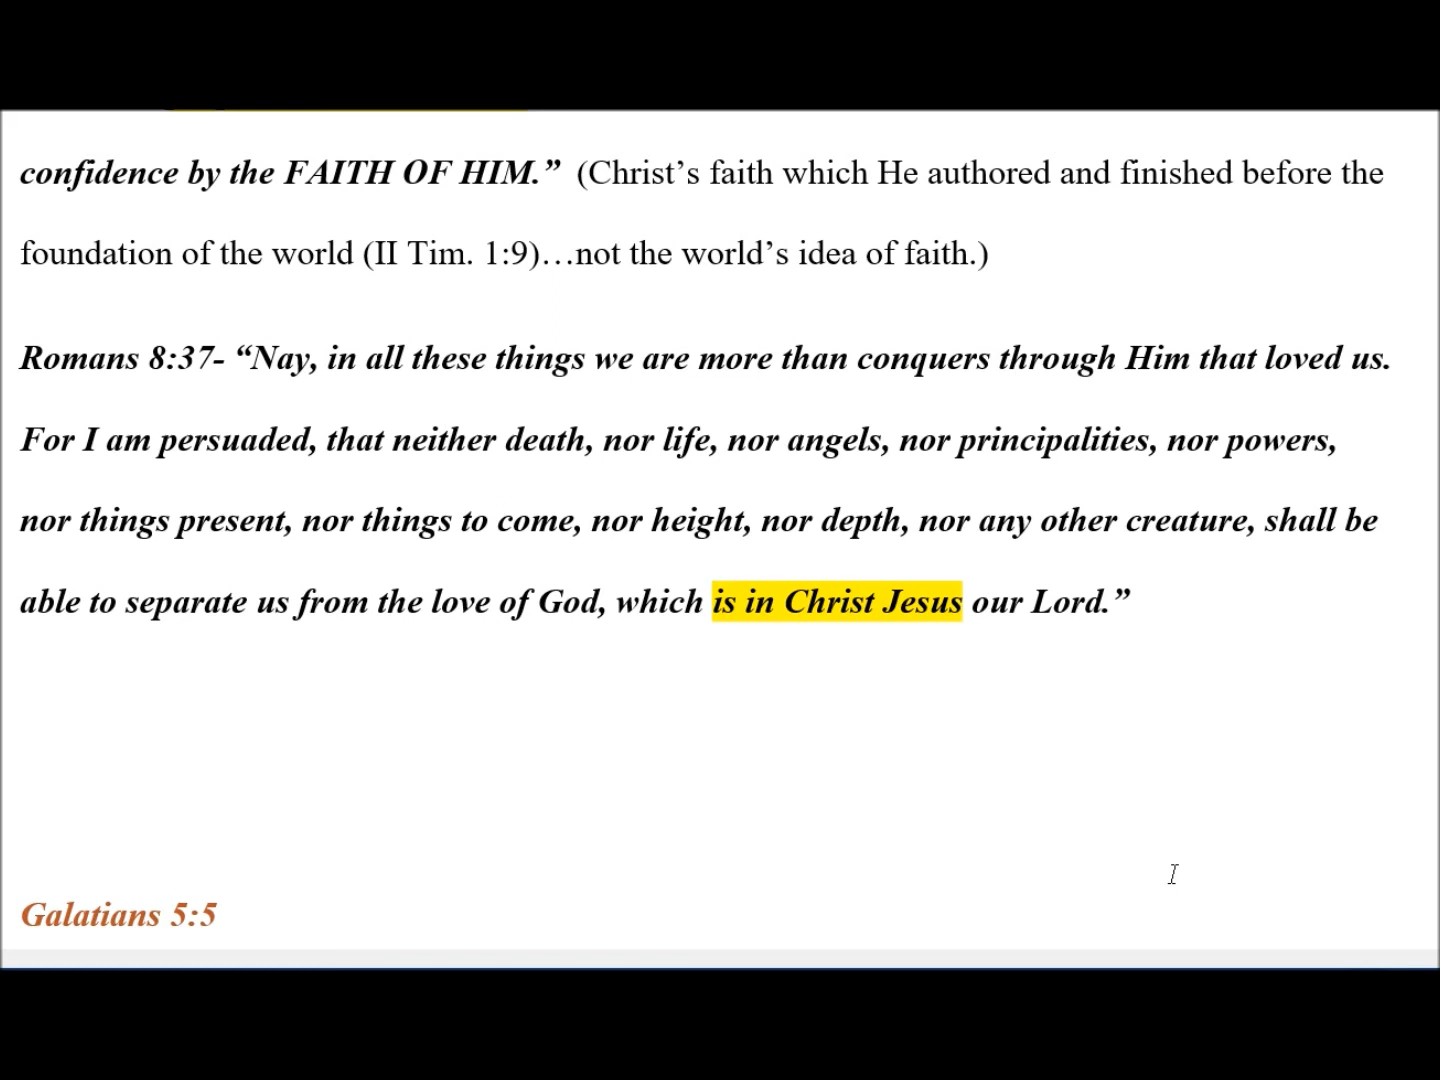 confidence by the FAITH OF HIM.” (Christ’s faith which He authored and finished before the
foundation of the world (II Tim. 1:9)…not the world’s idea of faith.)
Romans 8:37- “Nay, in all these things we are more than conquers through Him that loved us.
For I am persuaded, that neither death, nor life, nor angels, nor principalities, nor powers,
nor things present, nor things to come, nor height, nor depth, nor any other creature, shall be
able to separate us from the love of God, which is in Christ Jesus our Lord.”
Galatians 5:5